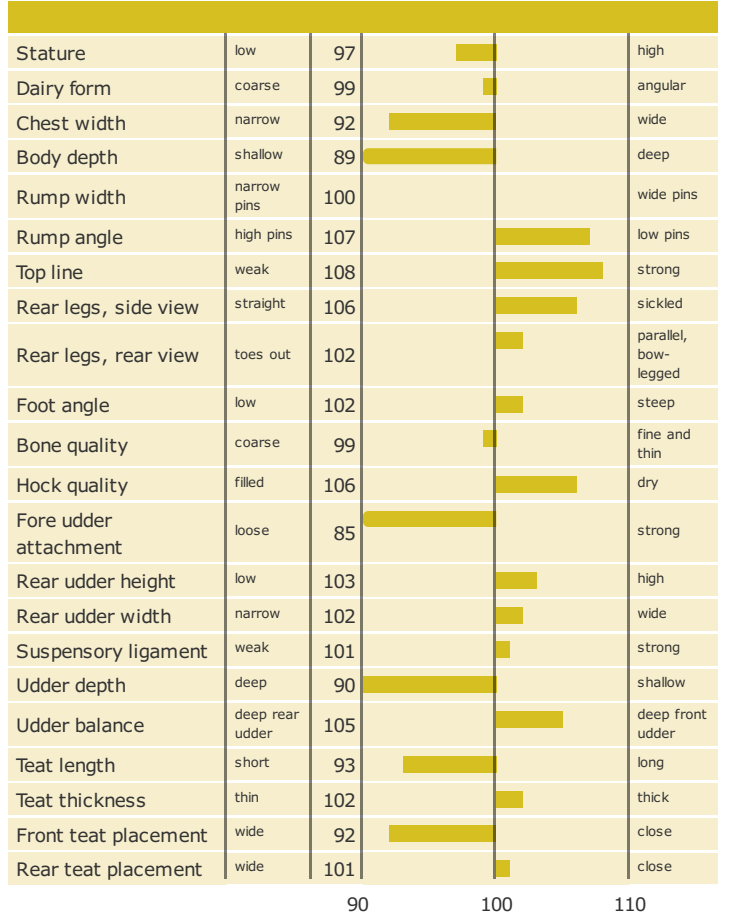 Stature low 97 high
Dairy form coarse 99 angular
Chest width narrow 92 wide
Body depth shallow 89 deep
Rump width narrow pins 100 wide pins
Rump angle high pins 107 low pins
Top line weak 108 strong
Rear legs, side view straight 106 sickled
Rear legs, rear view toes out 102 parallel, bow-legged
Foot angle low 102 steep
Bone quality coarse 99 fine and thin
Hock quality filled 106 dry
Fore udder attachment loose 85 strong
Rear udder height low 103 high
Rear udder width narrow 102 wide
Suspensory ligament weak 101 strong
Udder depth deep 90 shallow
Udder balance deep rear udder 105 deep front udder
Teat length short 93 long
Teat thickness thin 102 thick
Front teat placement wide 92 close
Rear teat placement wide 101 close
90 100 110